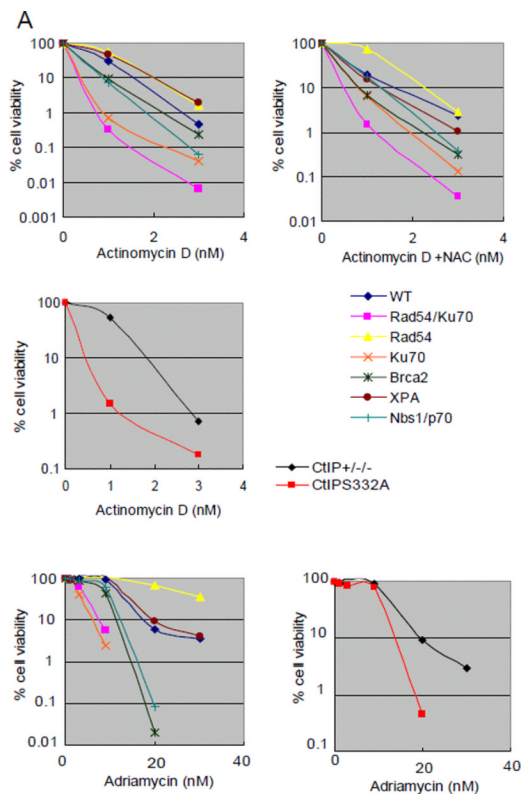 A
% cell viability
100
10
1
0.1
0.01
0.001
0
2
4
Actinomycin D (nM)
% cell viability
100
10
1
0.1
0.01
0
2
4
Actinomycin D +NAC (nM)
% cell viability
100
10
1
0.1
0
1
2
3
4
Actinomycin D (nM)
WT
Rad54/Ku70
Rad54
Ku70
Brca2
XPA
Nbs1/p70
CtIP+/-/-
CtIPS332A
% cell viability
100
10
1
0.1
0.01
0
20
40
Adriamycin (nM)
% cell viability
100
10
1
0.1
0
20
40
Adriamycin (nM)